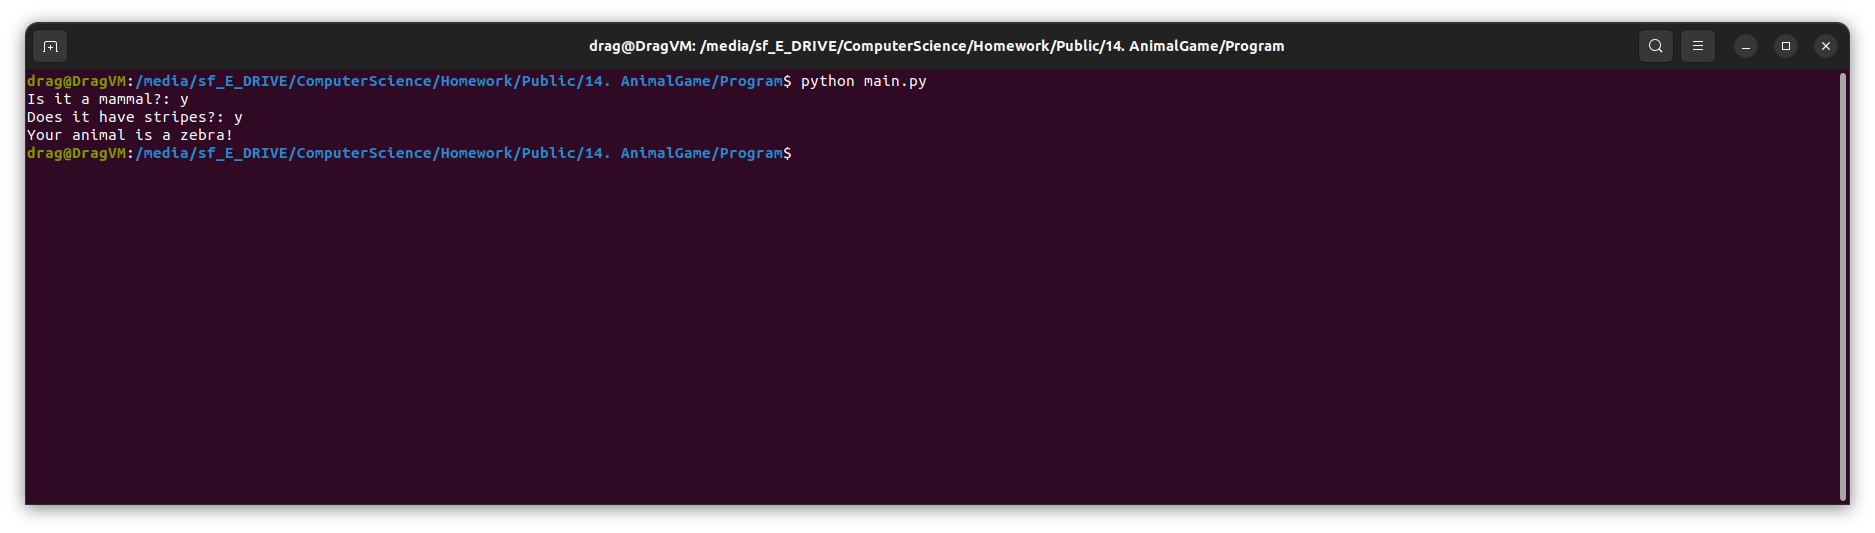 drag@DragVM: /media/sf_E_DRIVE/ComputerScience/Homework/Public/14. AnimalGame/Program
drag@DragVM:/media/sf_E_DRIVE/ComputerScience/Homework/Public/14. AnimalGame/Program$ python main.py
Is it a mammal?: y
Does it have stripes?: y
Your animal is a zebra!
drag@DragVM:/media/sf_E_DRIVE/ComputerScience/Homework/Public/14. AnimalGame/Program$